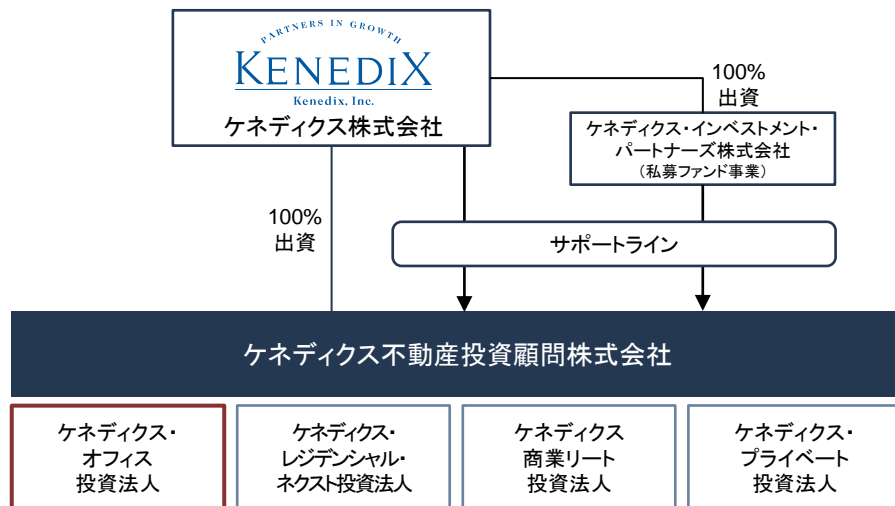 PARTNERS IN GROWTH
KENEDIX
Kenedix, Inc.
ケネディクス株式会社
100%
出資
ケネディクス・インベストメント・
パートナーズ株式会社
（私募ファンド事業）
100%
出資
サポートライン
ケネディクス不動産投資顧問株式会社
ケネディクス・
オフィス
投資法人
ケネディクス・
レジデンシャル・
ネクスト投資法人
ケネディクス
商業リート
投資法人
ケネディクス・
プライベート
投資法人